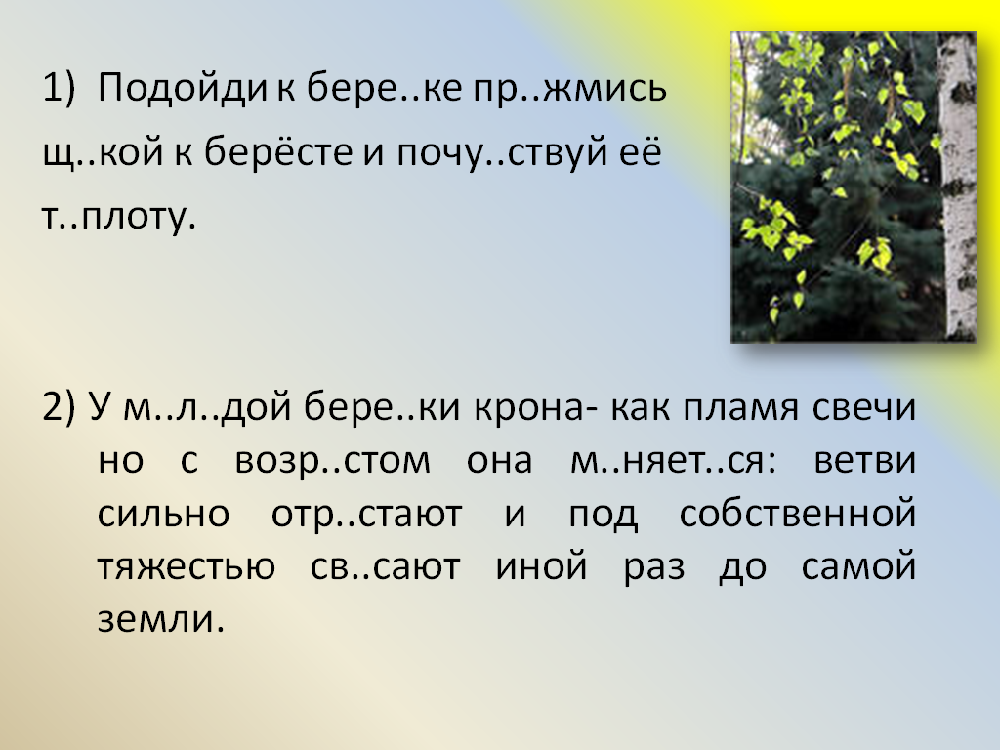 1) Подойди к бере..ке пр..жмись
щ..кой к берёсте и почу..ствуй её
т..плоту.
2) У м..л..дой бере..ки крона- как пламя свечи
но с возр..стом она м..няет..ся: ветви
сильно отр..стают и под собственной
тяжестью св..сают иной раз до самой
земли.